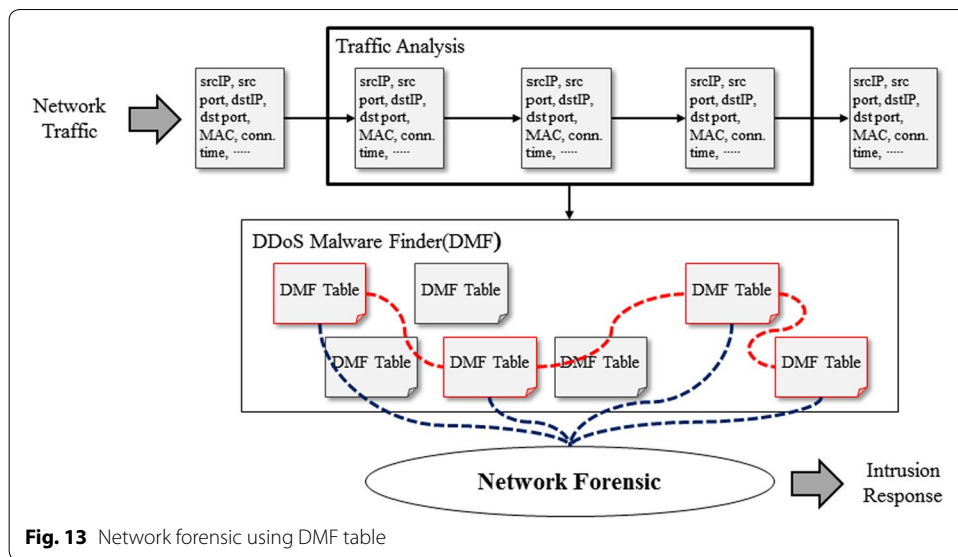 Traffic Analysis
Network
Traffic
srcIP, src
port, dstIP,
dst port,
MAC, conn.
time, ·····
srcIP, src
port, dstIP,
dst port,
MAC, conn.
time, ·····
srcIP, src
port, dstIP,
dst port,
MAC, conn.
time, ·····
srcIP, src
port, dstIP,
dst port,
MAC, conn.
time, ·····
srcIP, src
port, dstIP,
dst port,
MAC, conn.
time, ·····
DDoS Malware Finder(DMF)
DMF Table
DMF Table
DMF Table
DMF Table
DMF Table
DMF Table
DMF Table
Network Forensic
Intrusion
Response
Fig. 13 Network forensic using DMF table